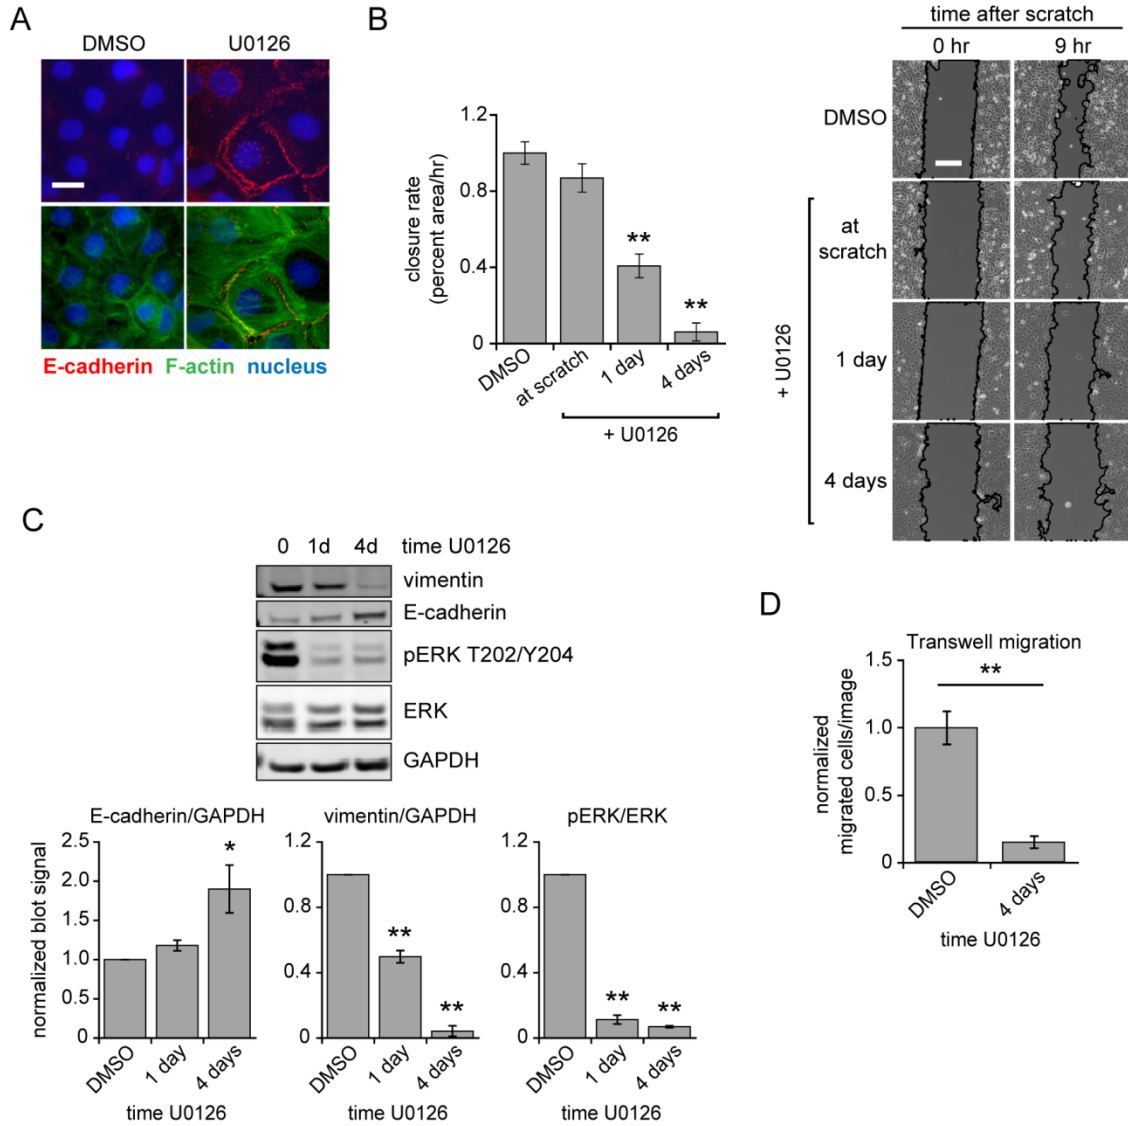 A
DMSO
U0126
E-cadherin F-actin nucleus
B
closure rate
(percent area/hr)
1.2
0.8
0.4
0
**
**
DMSO
at scratch
1 day
4 days
+ U0126
time after scratch
0 hr
9 hr
DMSO
at
scratch
1 day
4 days
+ U0126
C
0 1d 4d time U0126
vimentin
E-cadherin
pERK T202/Y204
ERK
GAPDH
E-cadherin/GAPDH
normalized blot signal
2.5
2.0
1.5
1.0
0.5
0
*
DMSO
1 day
4 days
time U0126
vimentin/GAPDH
1.2
0.8
0.4
0
**
**
DMSO
1 day
4 days
time U0126
pERK/ERK
1.2
0.8
0.4
0
**
**
DMSO
1 day
4 days
time U0126
D
Transwell migration
normalized
migrated cells/image
1.5
1.0
0.5
0
**
DMSO
4 days
time U0126